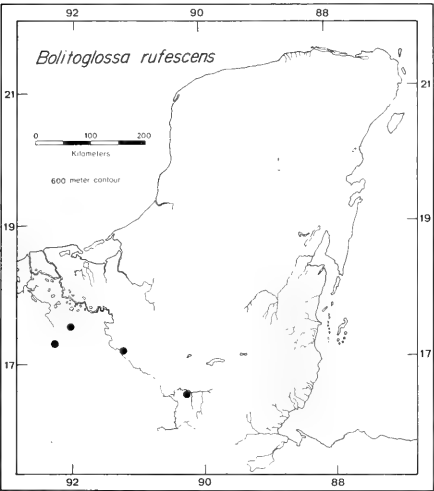 92 90 88
Bolitoglossa rufescens
21 21
0 100 200
Kilometers
600 meter contour
19 19
17 17
92 90 88